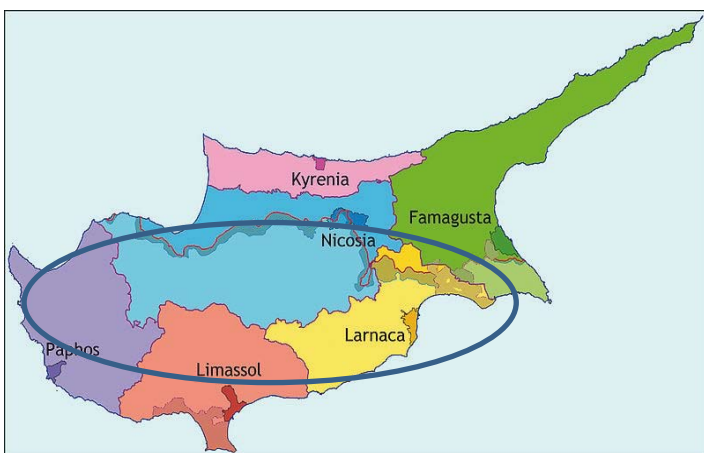 Kyrenia
Famagusta
Nicosia
Larnaca
Paphos
Limassol